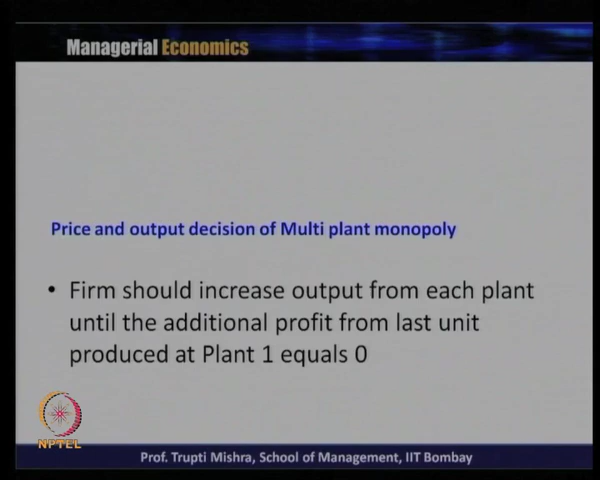 Managerial Economics
Price and output decision of Multi plant monopoly
• Firm should increase output from each plant
until the additional profit from last unit
produced at Plant 1 equals 0
NPTEL
Prof. Trupti Mishra, School of Management, IIT Bombay